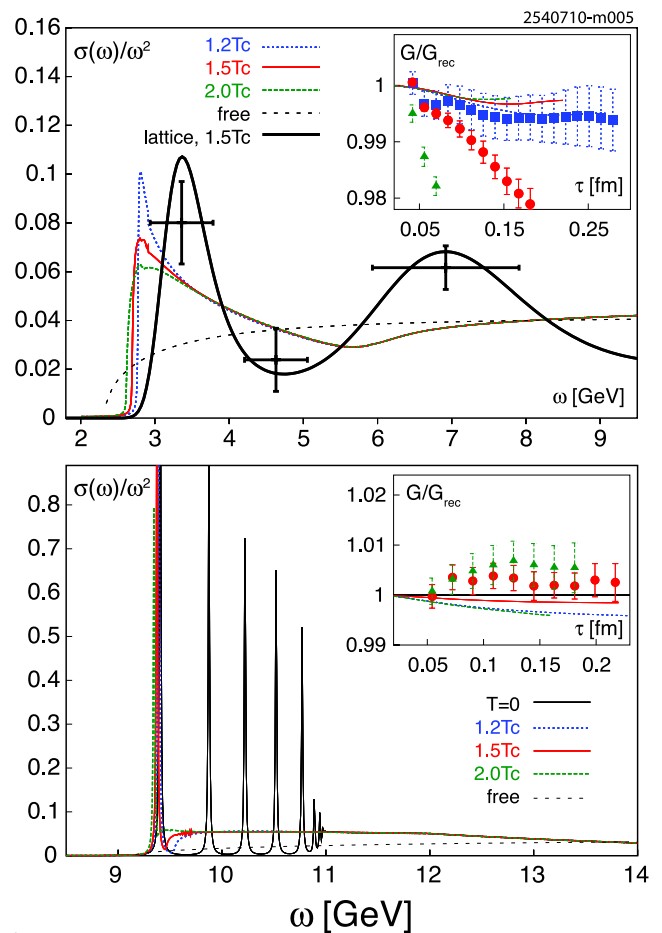 2540710-m005
0.16
0.14
0.12
0.1
0.08
0.06
0.04
0.02
0
σ(ω)/ω²
1.2Tc
1.5Tc
2.0Tc
free
lattice, 1.5Tc
G/Grec
1
0.99
0.98
τ [fm]
0.05
0.15
0.25
ω [GeV]
2
3
4
5
6
7
8
9
σ(ω)/ω²
0.8
0.7
0.6
0.5
0.4
0.3
0.2
0.1
0
G/Grec
1.02
1.01
1
0.99
τ [fm]
0.05
0.1
0.15
0.2
T=0
1.2Tc
1.5Tc
2.0Tc
free
9
10
11
12
13
14
ω [GeV]